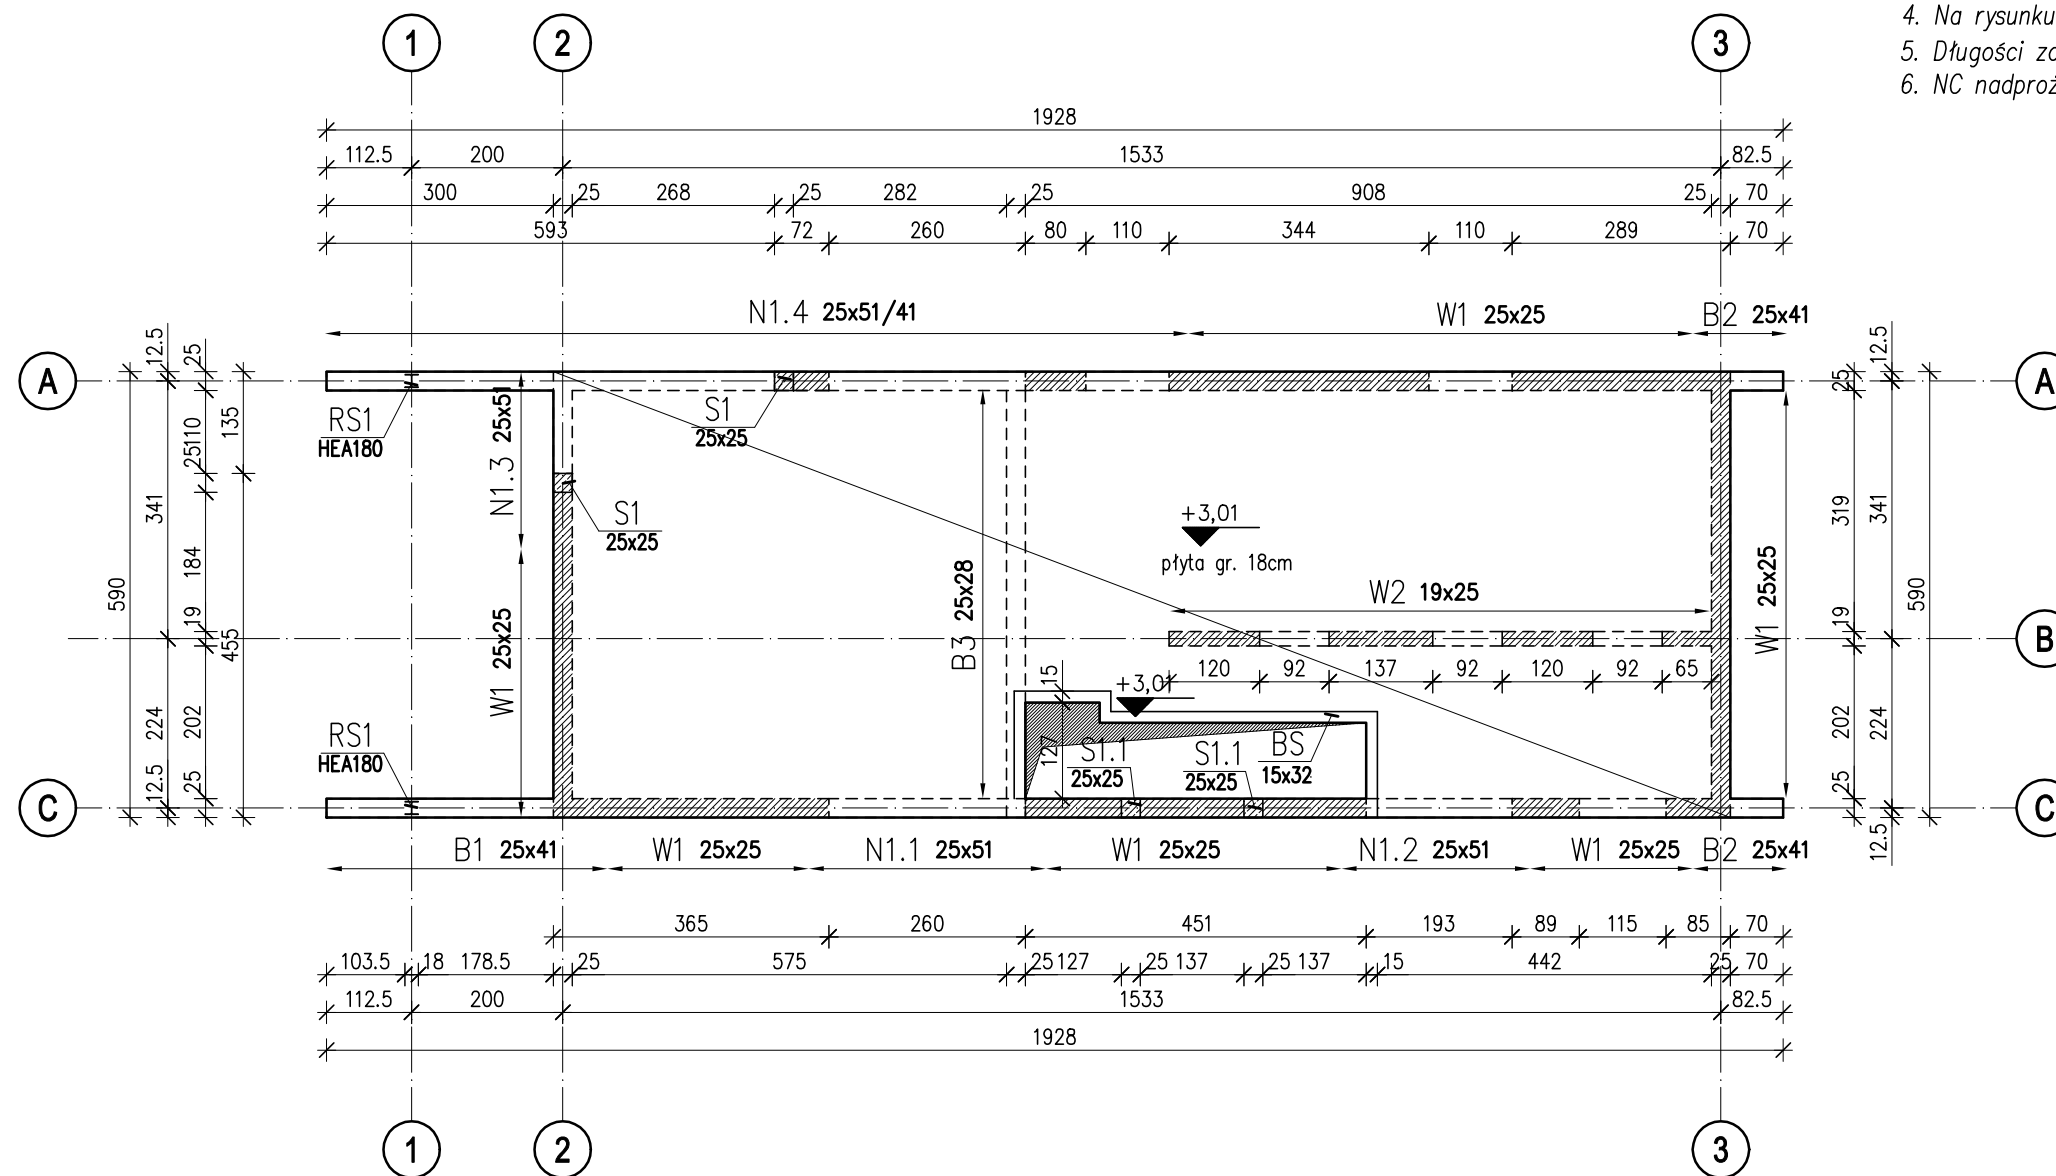 4. Na rysunku
5. Długości za
6. NC nadproż
1 2 3
1928
112.5 200 1533 82.5
300 25 268 25 282 25 908 25 70
593 72 260 80 110 344 110 289 70
N1.4 25x51/41 W1 25x25 B2 25x41
A A
12.5 25 135 110 25 341 184 19 590 455 224 202 12.5 25
12.5 25 319 341 19 590 202 224 25 12.5
RS1
HEA180
N1.3 25x51
S1
25x25
S1
25x25
+3,01
płyta gr. 18cm
W2 19x25
W1 25x25
B3 25x28
W1 25x25
B B
120 92 137 92 120 92 65
15
+3,01
127
RS1
HEA180
S1.1
25x25
S1.1
25x25
BS
15x32
C C
B1 25x41 W1 25x25 N1.1 25x51 W1 25x25 N1.2 25x51 W1 25x25 B2 25x41
365 260 451 193 89 115 85 70
103.5 18 178.5 25 575 25 127 25 137 25 137 15 442 25 70
112.5 200 1533 82.5
1928
1 2 3